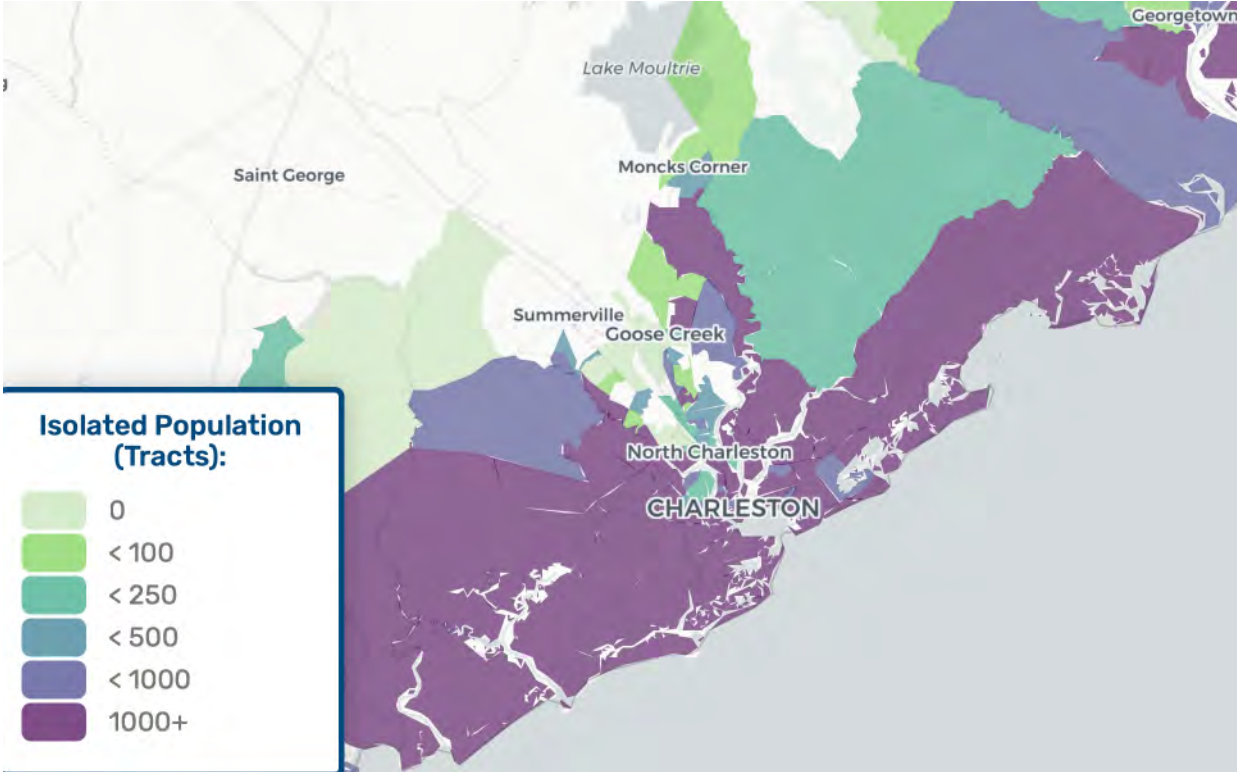 Georgetown
Lake Moultrie
Moncks Corner
Saint George
Summerville
Goose Creek
North Charleston
CHARLESTON
Isolated Population
(Tracts):
0
< 100
< 250
< 500
< 1000
1000+